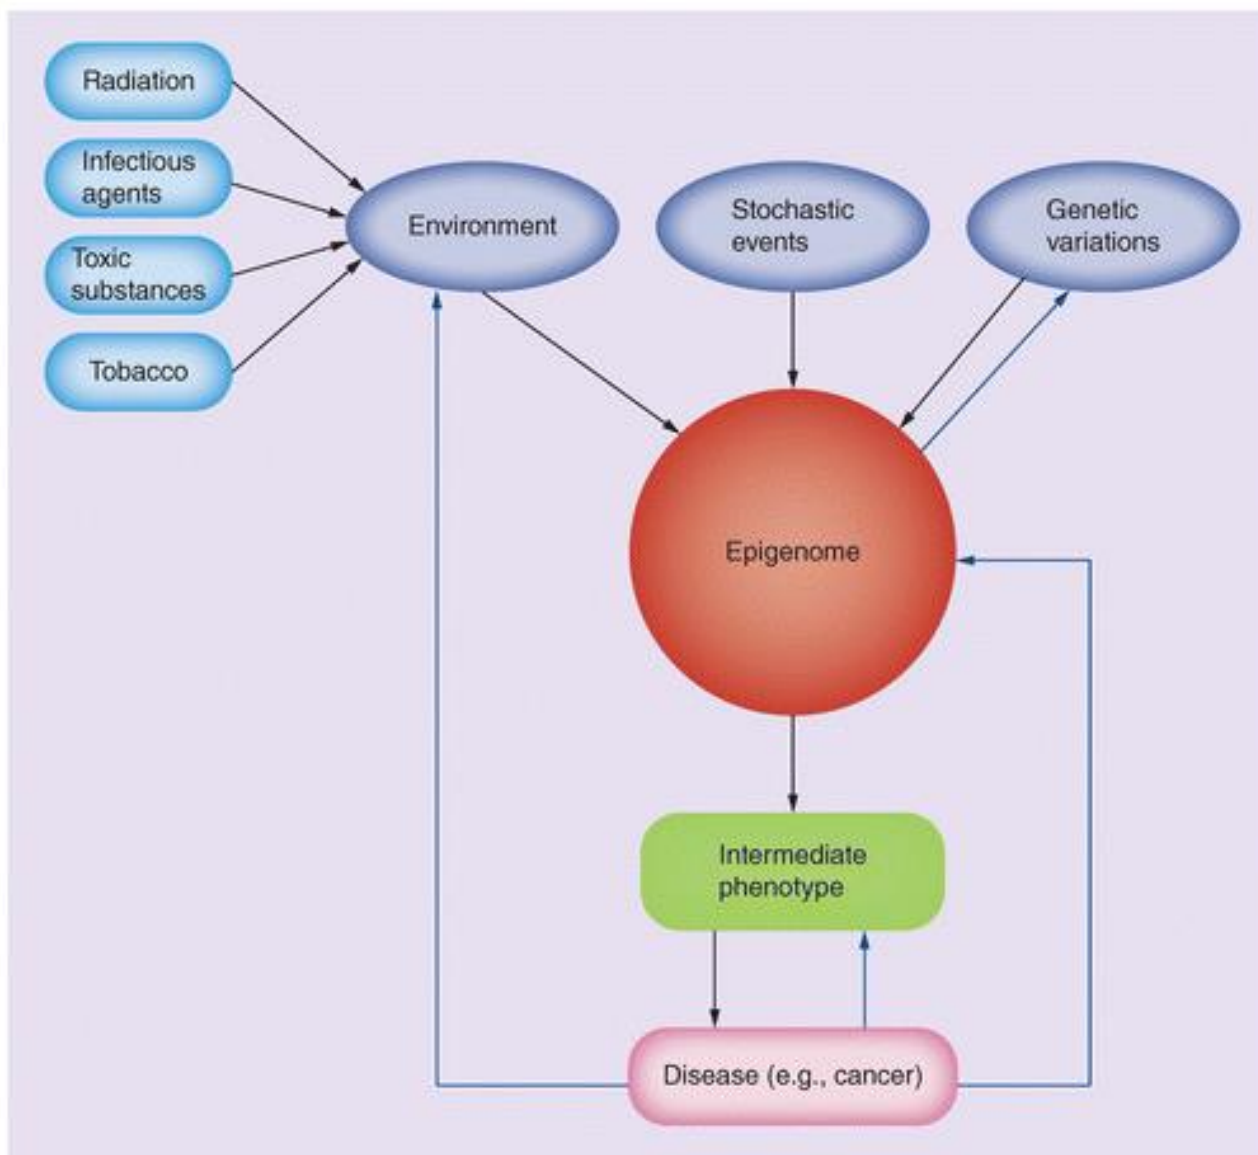 Radiation
Infectious
agents
Toxic
substances
Tobacco
Environment
Stochastic
events
Genetic
variations
Epigenome
Intermediate
phenotype
Disease (e.g., cancer)